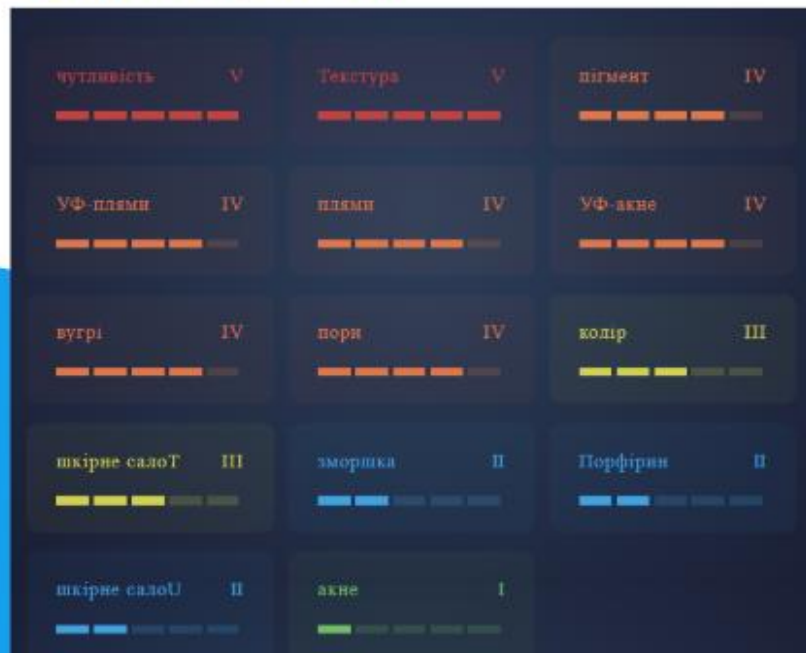 чутливість V
Текстура V
пігмент IV
УФ-плями IV
плями IV
УФ-акне IV
вугрі IV
пори IV
колір III
шкірне салоT III
зморшка II
Порфірин II
шкірне салоU II
акне I